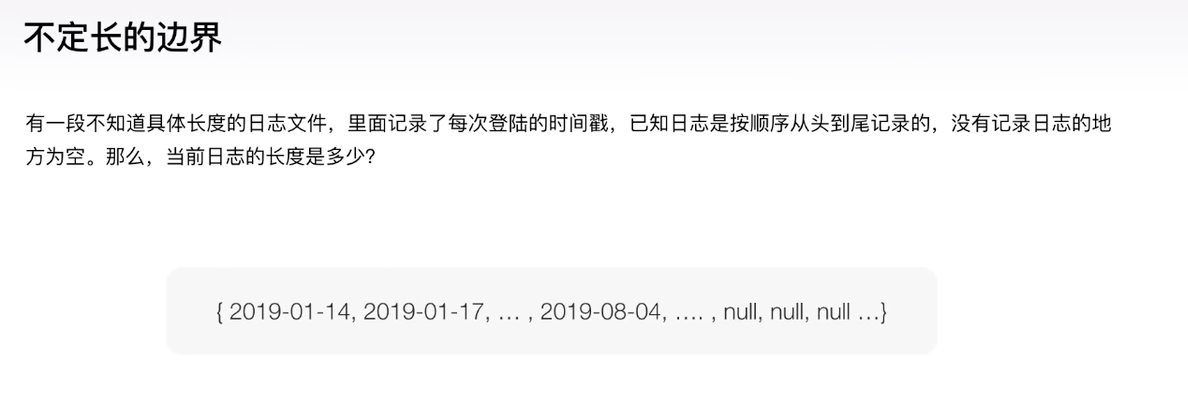 不定长的边界
有一段不知道具体长度的日志文件，里面记录了每次登陆的时间戳，已知日志是按顺序从头到尾记录的，没有记录日志的地
方为空。那么，当前日志的长度是多少？
{ 2019-01-14, 2019-01-17, … , 2019-08-04, …. , null, null, null …}